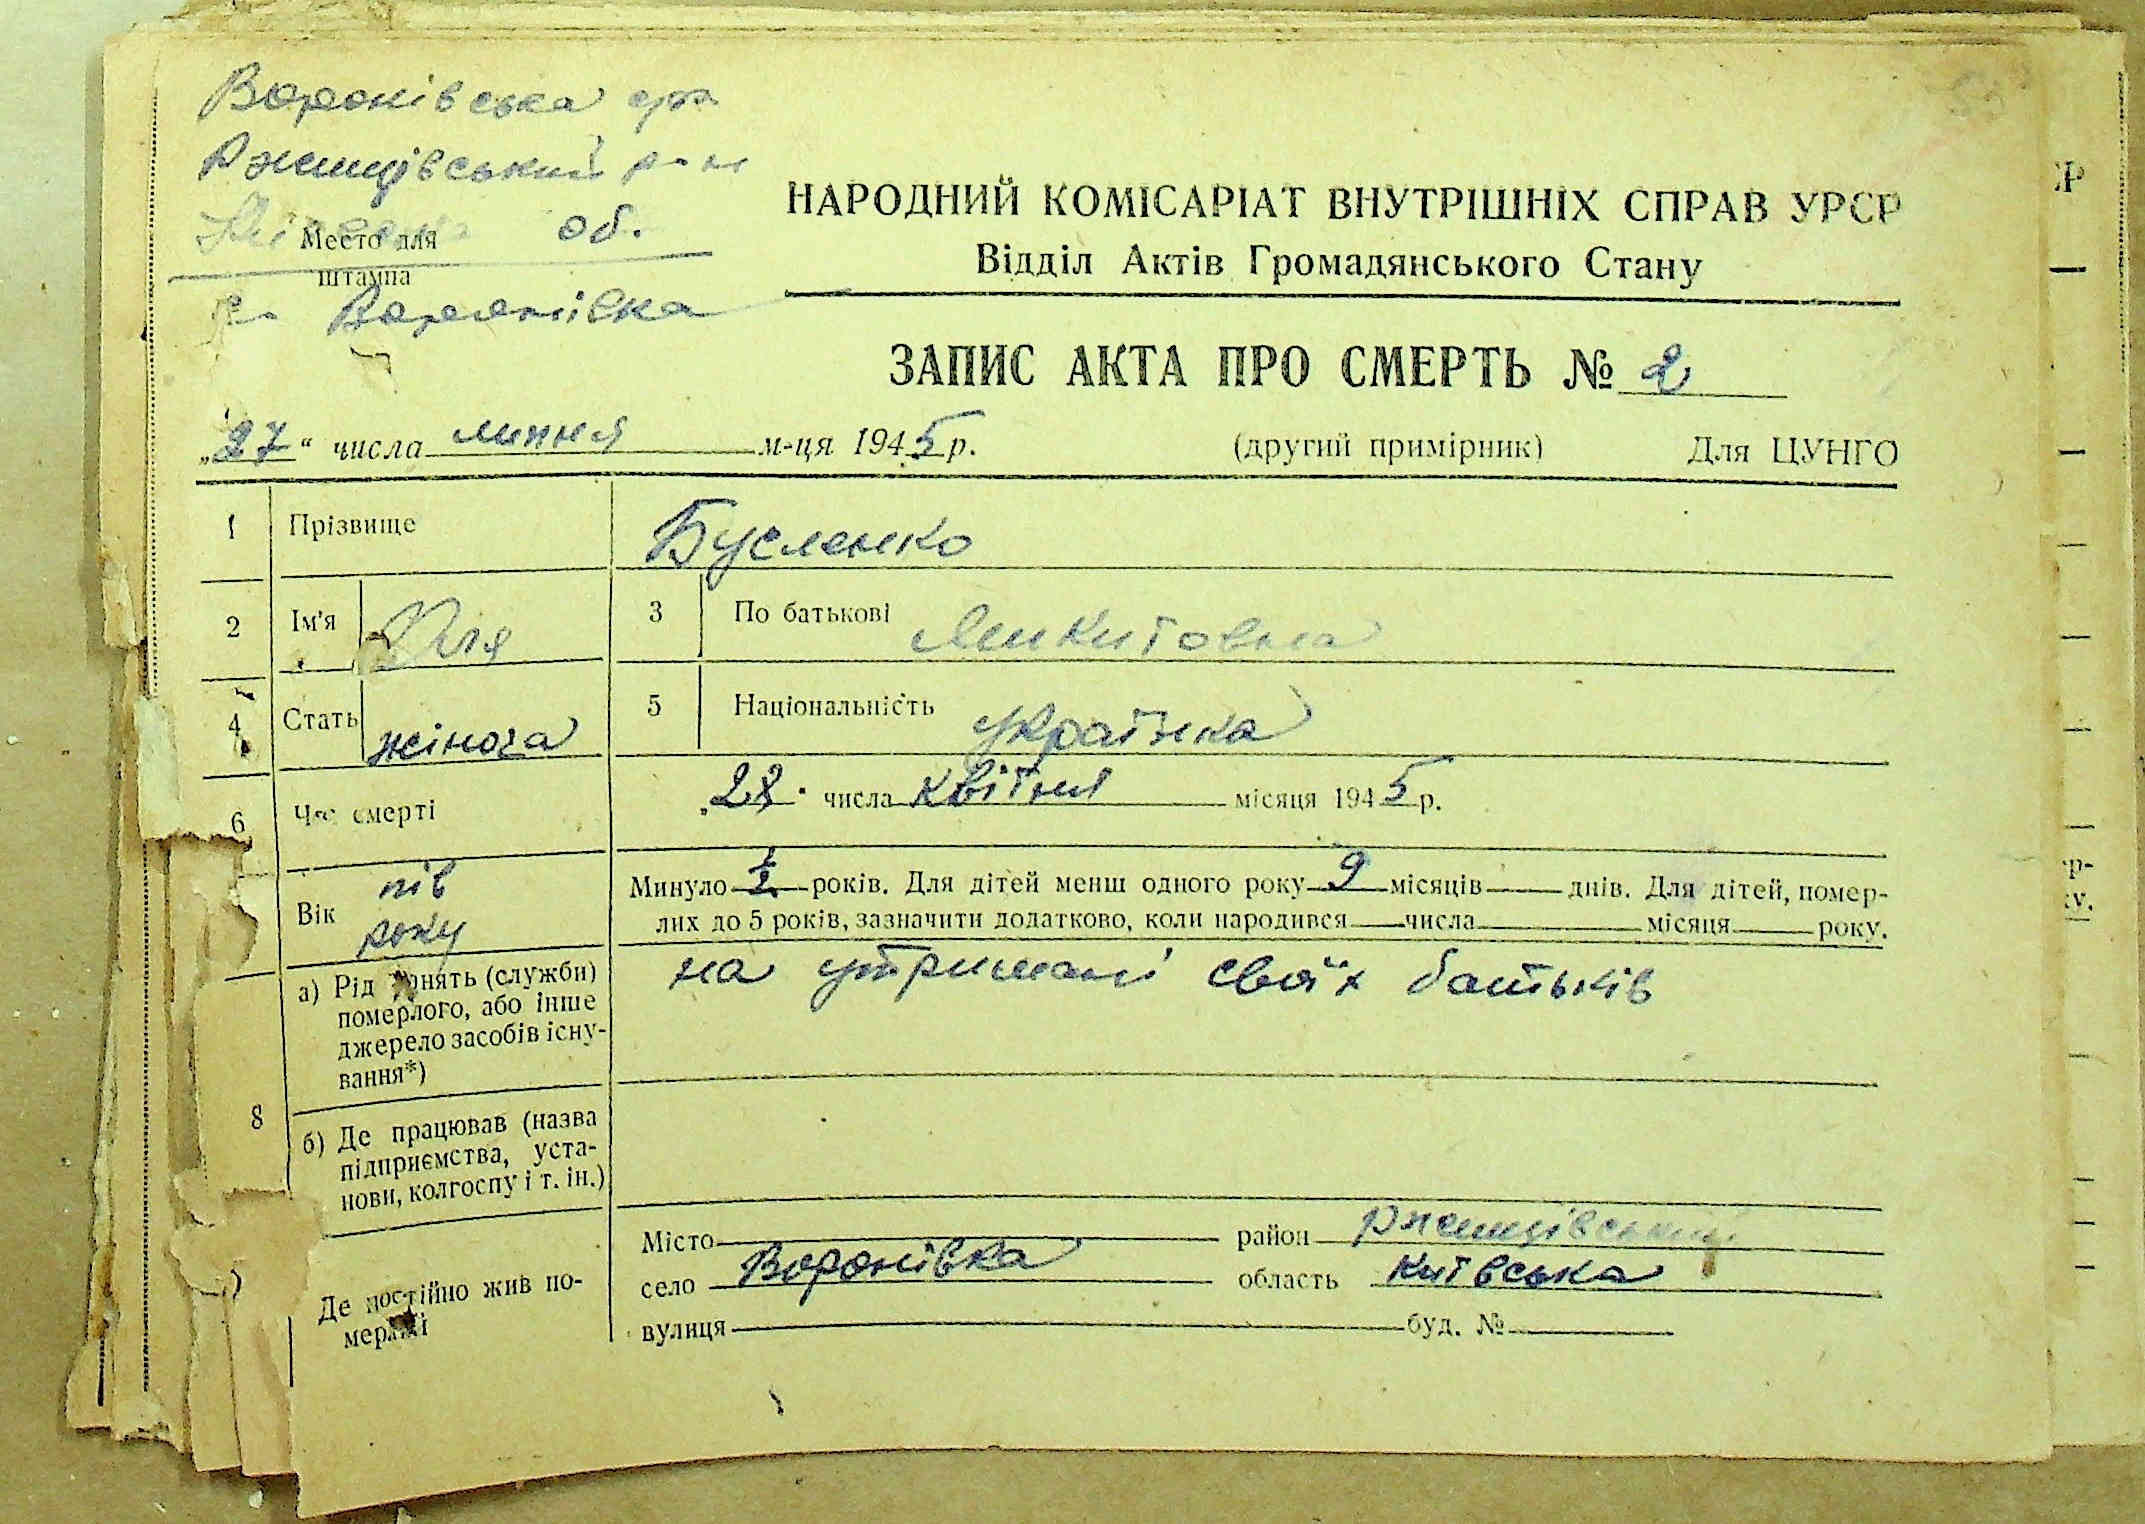 Воронівська с/р
Ржищівський р-н
Київська об.
Место для
штампа
с. Воронівка
НАРОДНИЙ КОМІСАРІАТ ВНУТРІШНІХ СПРАВ УРСР
Відділ Актів Громадянського Стану
ЗАПИС АКТА ПРО СМЕРТЬ № 2
„27“ числа липня м-ця 1945 р. (другий примірник) Для ЦУНГО
1 Прізвище Бусленко
2 Ім'я Юля 3 По батькові Микитовна
4 Стать жіноча 5 Національність українка
6 Час смерті „28“ числа квітня місяця 1945 р.
Вік пів року
Минуло 1/2 років. Для дітей менш одного року 9 місяців днів. Для дітей, помер-
лих до 5 років, зазначити додатково, коли народився числа місяця року.
8 а) Рід занять (служби) на утримані своїх батьків
померлого, або інше
джерело засобів існу-
вання*)
б) Де працював (назва
підприємства, уста-
нови, колгоспу і т. ін.)
Де постійно жив по-
мерлий
Місто район Ржищівський
село Воронівка область Київська
вулиця буд. №